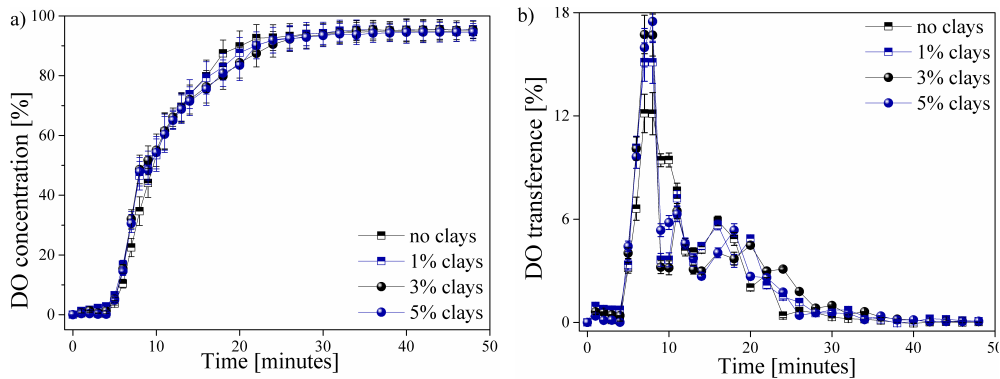 a)
DO concentration [%]
100
80
60
40
20
0
no clays
1% clays
3% clays
5% clays
0 10 20 30 40 50
Time [minutes]
b)
DO transference [%]
18
12
6
0
no clays
1% clays
3% clays
5% clays
0 10 20 30 40 50
Time [minutes]